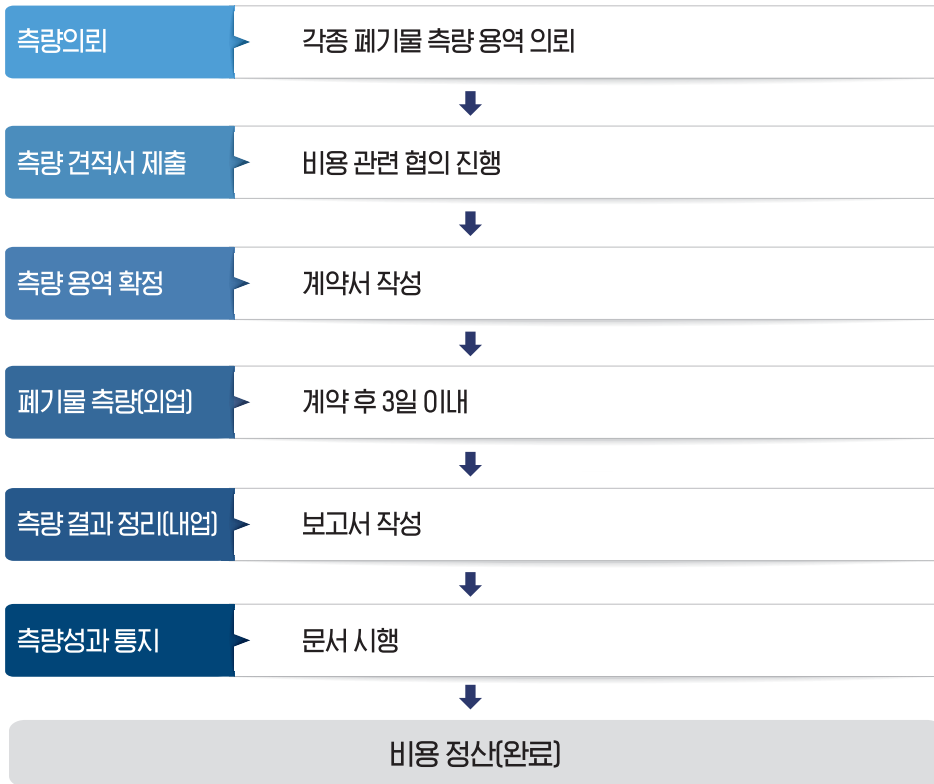 측량의뢰
각종 폐기물 측량 용역 의뢰
측량 견적서 제출
비용 관련 협의 진행
측량 용역 확정
계약서 작성
폐기물 측량(외업)
계약 후 3일 이내
측량 결과 정리(내업)
보고서 작성
측량성과 통지
문서 시행
비용 정산(완료)